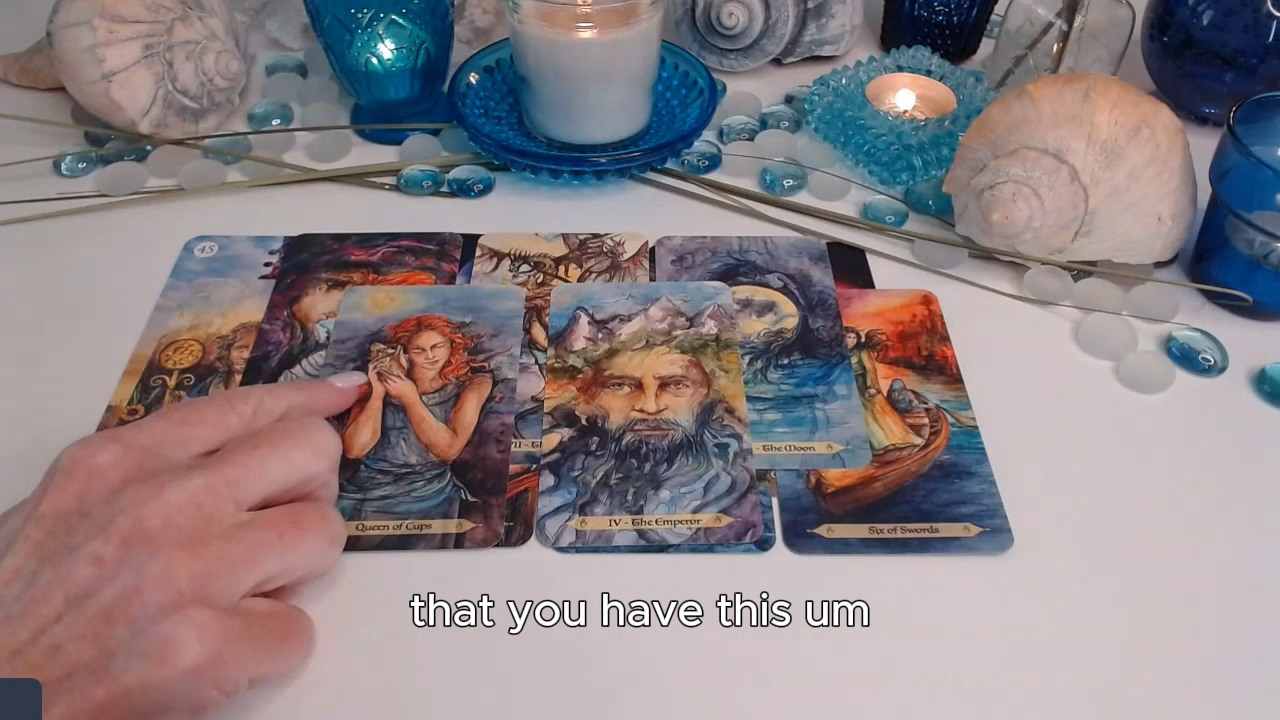 45
- The Moon
Queen of Cups
IV - The Emperor
Six of Swords
that you have this um